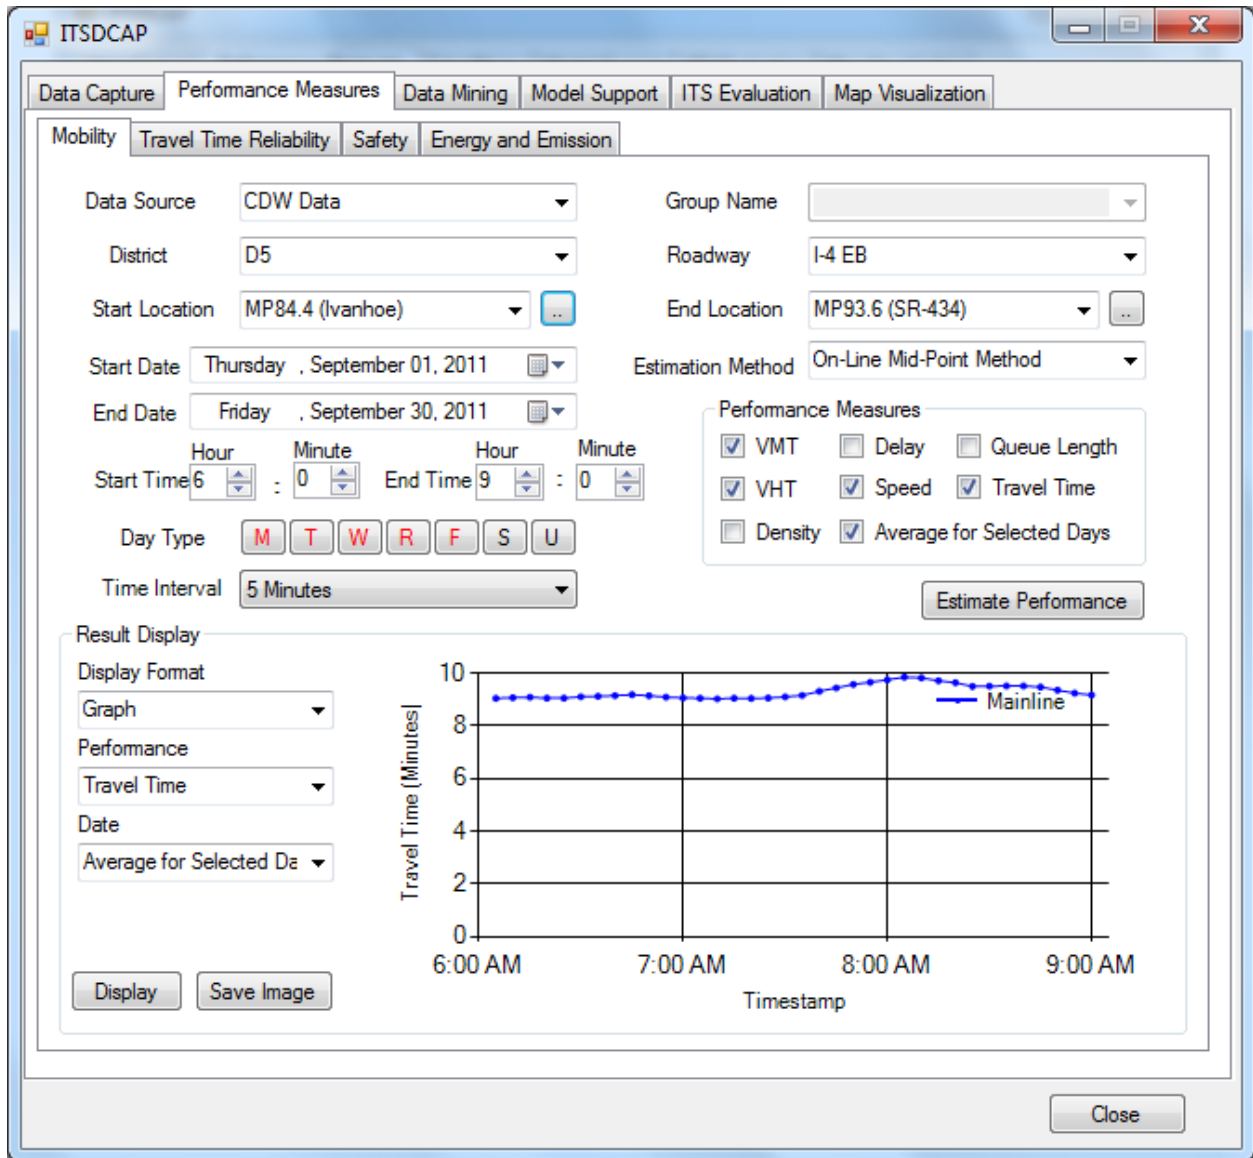 ITSDCAP
Data Capture Performance Measures Data Mining Model Support ITS Evaluation Map Visualization
Mobility Travel Time Reliability Safety Energy and Emission
Data Source CDW Data Group Name
District D5 Roadway I-4 EB
Start Location MP84.4 (Ivanhoe) .. End Location MP93.6 (SR-434) ..
Start Date Thursday , September 01, 2011 Estimation Method On-Line Mid-Point Method
End Date Friday , September 30, 2011 Performance Measures
Hour Minute Hour Minute VMT Delay Queue Length
Start Time 6 : 0 End Time 9 : 0 VHT Speed Travel Time
Day Type M T W R F S U Density Average for Selected Days
Time Interval 5 Minutes Estimate Performance
Result Display
Display Format
Graph
Performance
Travel Time
Date
Average for Selected Da
Display Save Image
10
8
6
4
2
0
Travel Time (Minutes)
Mainline
6:00 AM 7:00 AM 8:00 AM 9:00 AM
Timestamp
Close